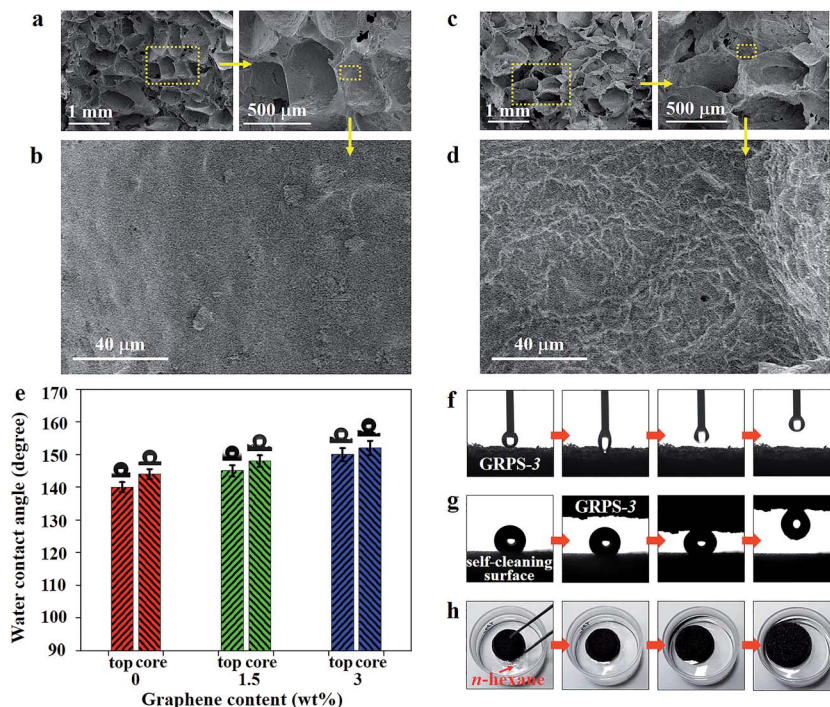 a
1 mm
500 μm
c
1 mm
500 μm
b
40 μm
d
40 μm
e
170
160
150
140
130
120
110
100
90
Water contact angle (degree)
top core
top core
top core
0
1.5
3
Graphene content (wt%)
f
GRPS-3
g
GRPS-3
self-cleaning
surface
h
n-hexane